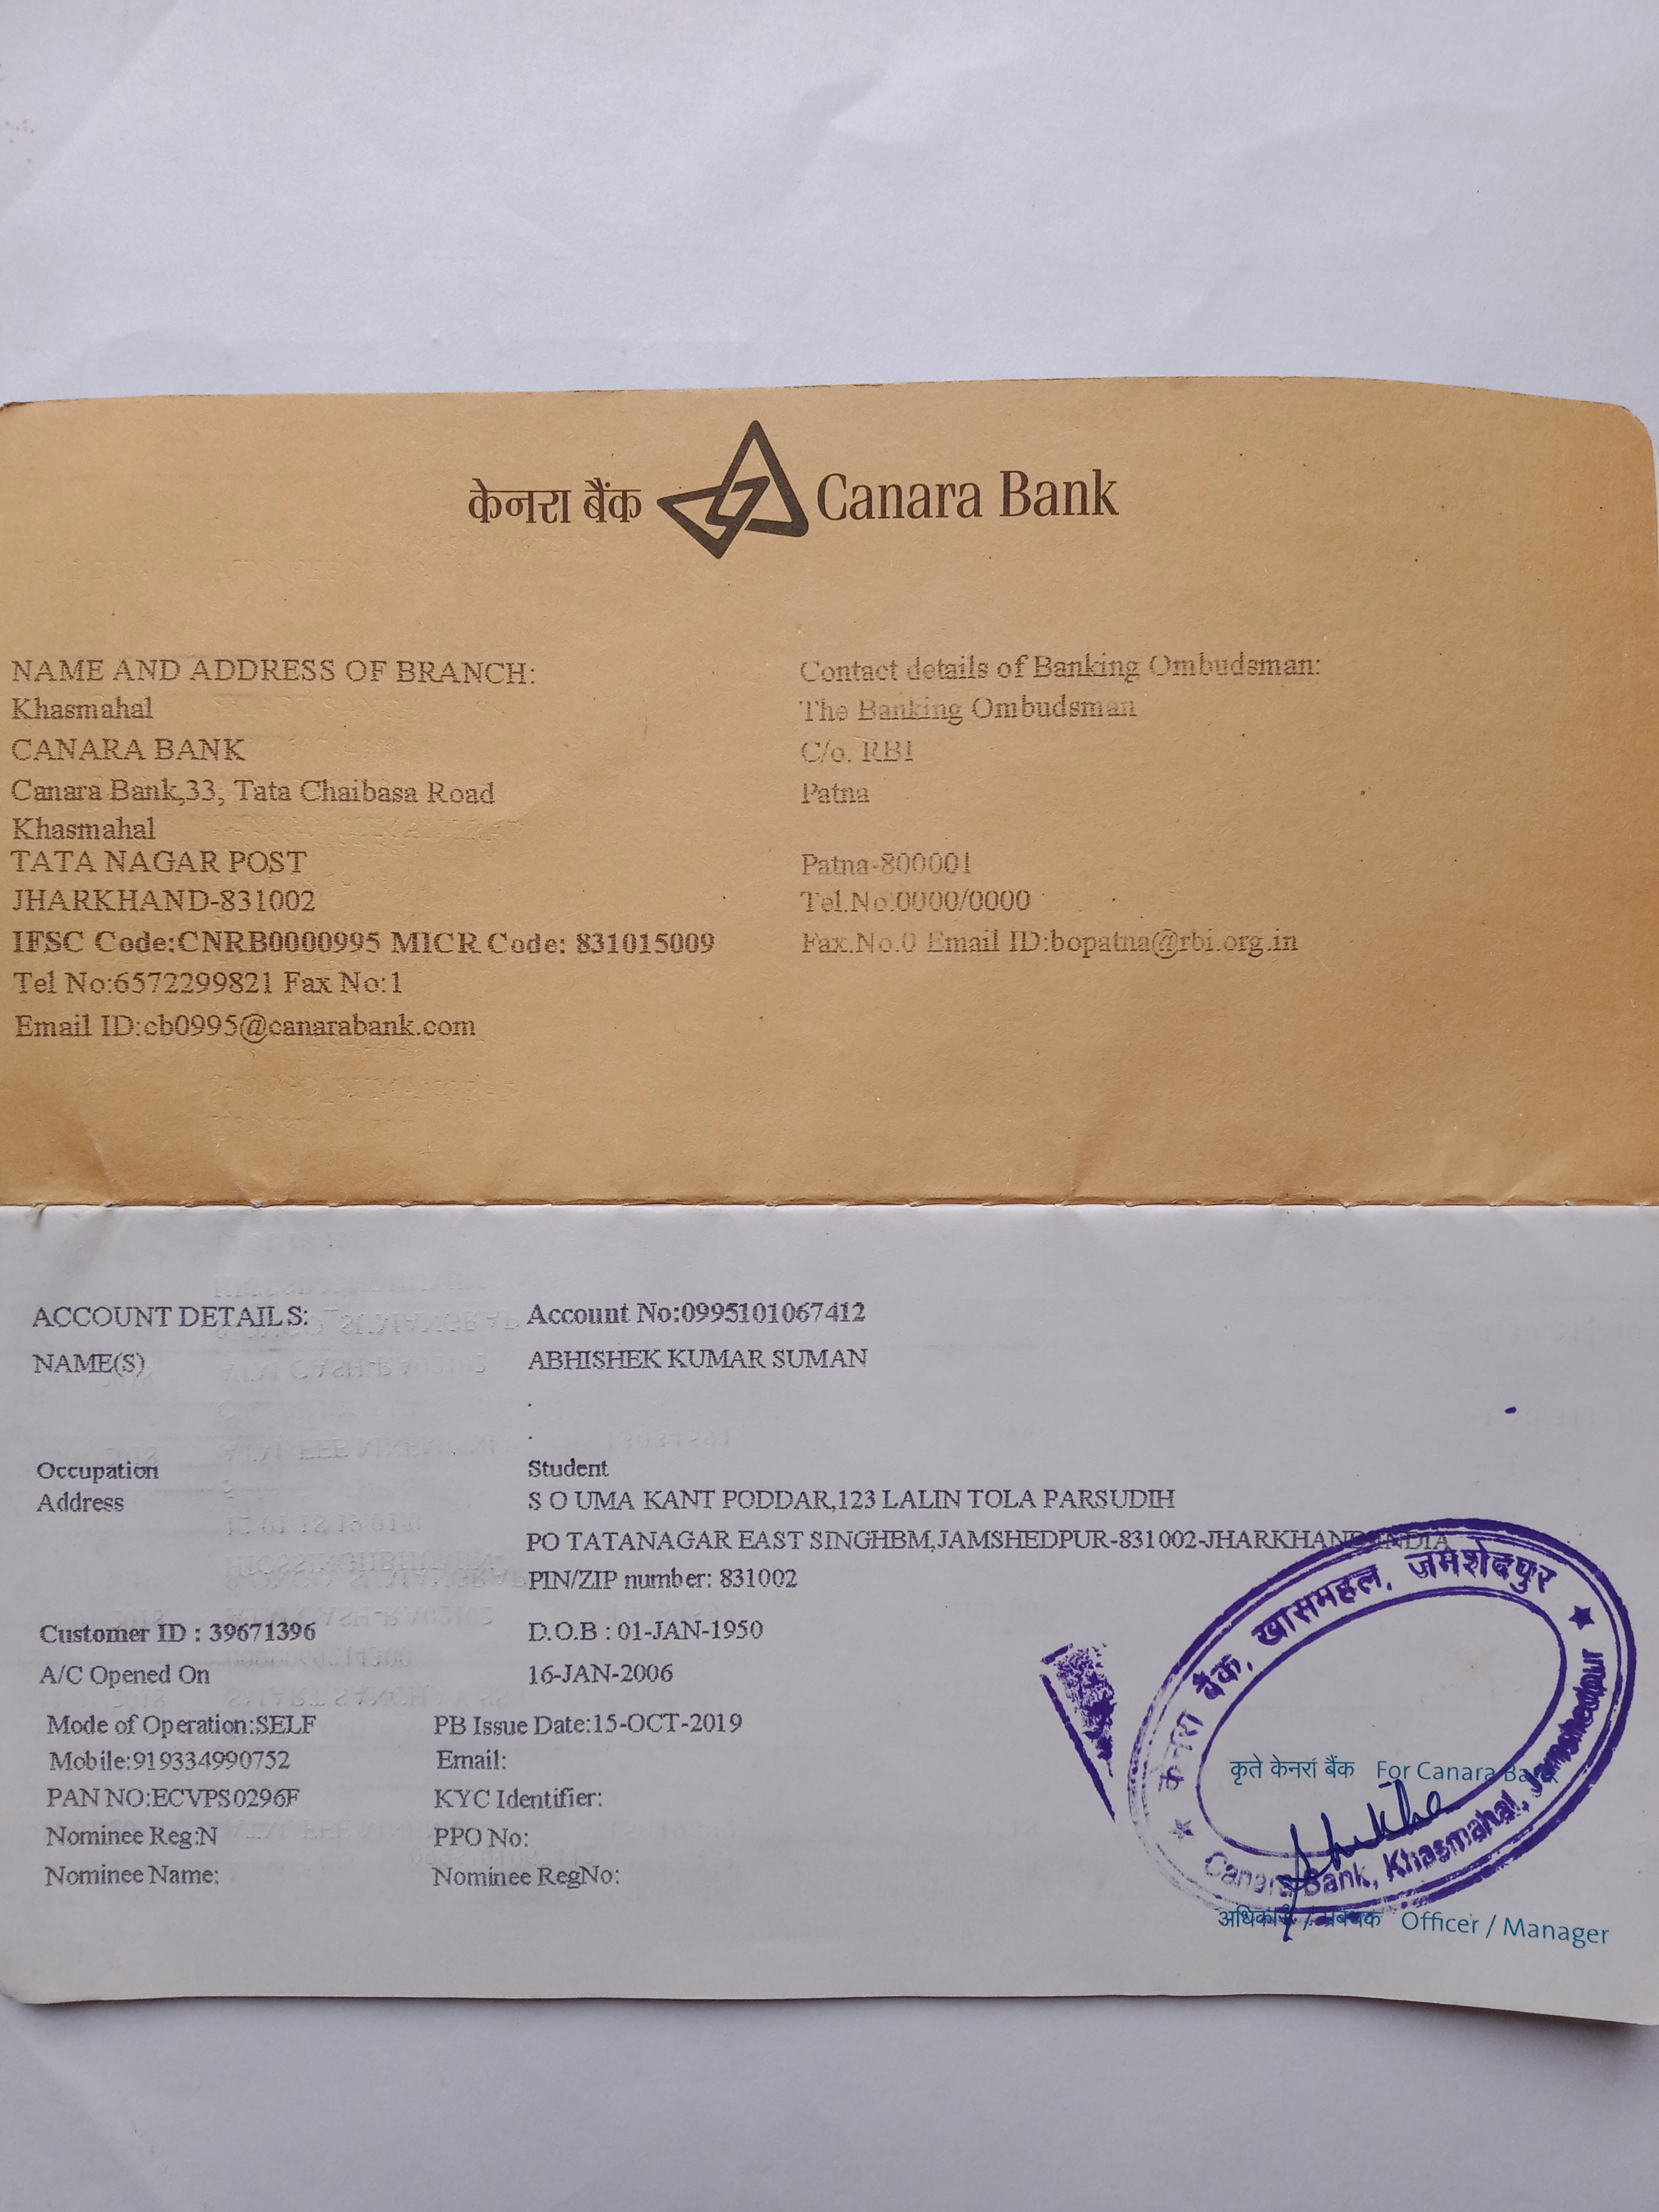 केनरा बैंक Canara Bank
NAME AND ADDRESS OF BRANCH:
Khasmahal
CANARA BANK
Canara Bank,33, Tata Chaibasa Road
Khasmahal
TATA NAGAR POST
JHARKHAND-831002
IFSC Code:CNRB0000995 MICR Code: 831015009
Tel No:6572299821 Fax No:1
Email ID:cb0995@canarabank.com
Contact details of Banking Ombudsman:
The Banking Ombudsman
C/o. RBI
Patna
Patna-800001
Tel.No.0000/0000
Fax.No.0 Email ID:bopatna@rbi.org.in
ACCOUNT DETAILS: Account No:0995101067412
NAME(S) ABHISHEK KUMAR SUMAN
.
.
Occupation Student
Address S O UMA KANT PODDAR,123 LALIN TOLA PARSUDIH
PO TATANAGAR EAST SINGHBM,JAMSHEDPUR-831002-JHARKHAND-INDIA
PIN/ZIP number: 831002
Customer ID : 39671396 D.O.B : 01-JAN-1950
A/C Opened On 16-JAN-2006
Mode of Operation:SELF PB Issue Date:15-OCT-2019
Mobile:919334990752 Email:
PAN NO:ECVPS0296F KYC Identifier:
Nominee Reg:N PPO No:
Nominee Name: Nominee RegNo:
केनरा बैंक, खासमहल, जमशेदपुर
Canara Bank, Khasmahal, Jamshedpur
कृते केनरा बैंक For Canara Bank
Shikha
अधिकारी / प्रबंधक Officer / Manager